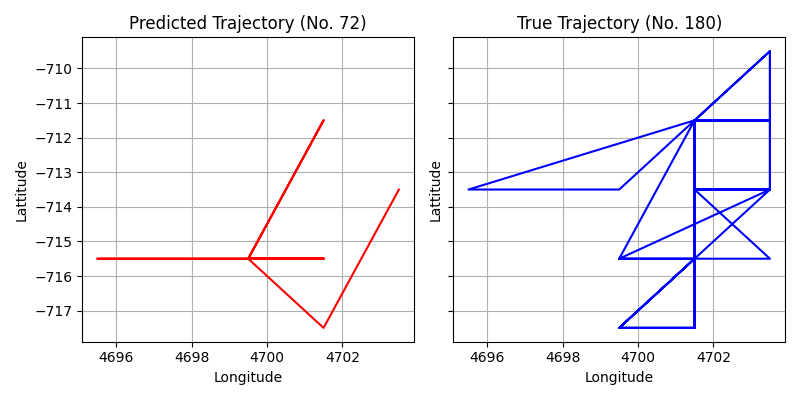 Predicted Trajectory (No. 72)
True Trajectory (No. 180)
Lattitude
−710
−711
−712
−713
−714
−715
−716
−717
4696 4698 4700 4702
Longitude
Lattitude
4696 4698 4700 4702
Longitude